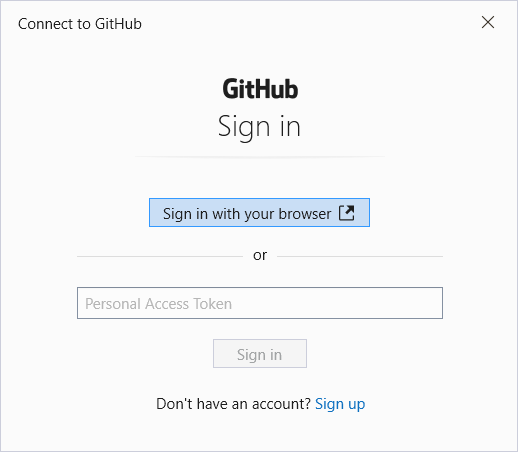 Connect to GitHub
GitHub
Sign in
Sign in with your browser
or
Personal Access Token
Sign in
Don't have an account? Sign up